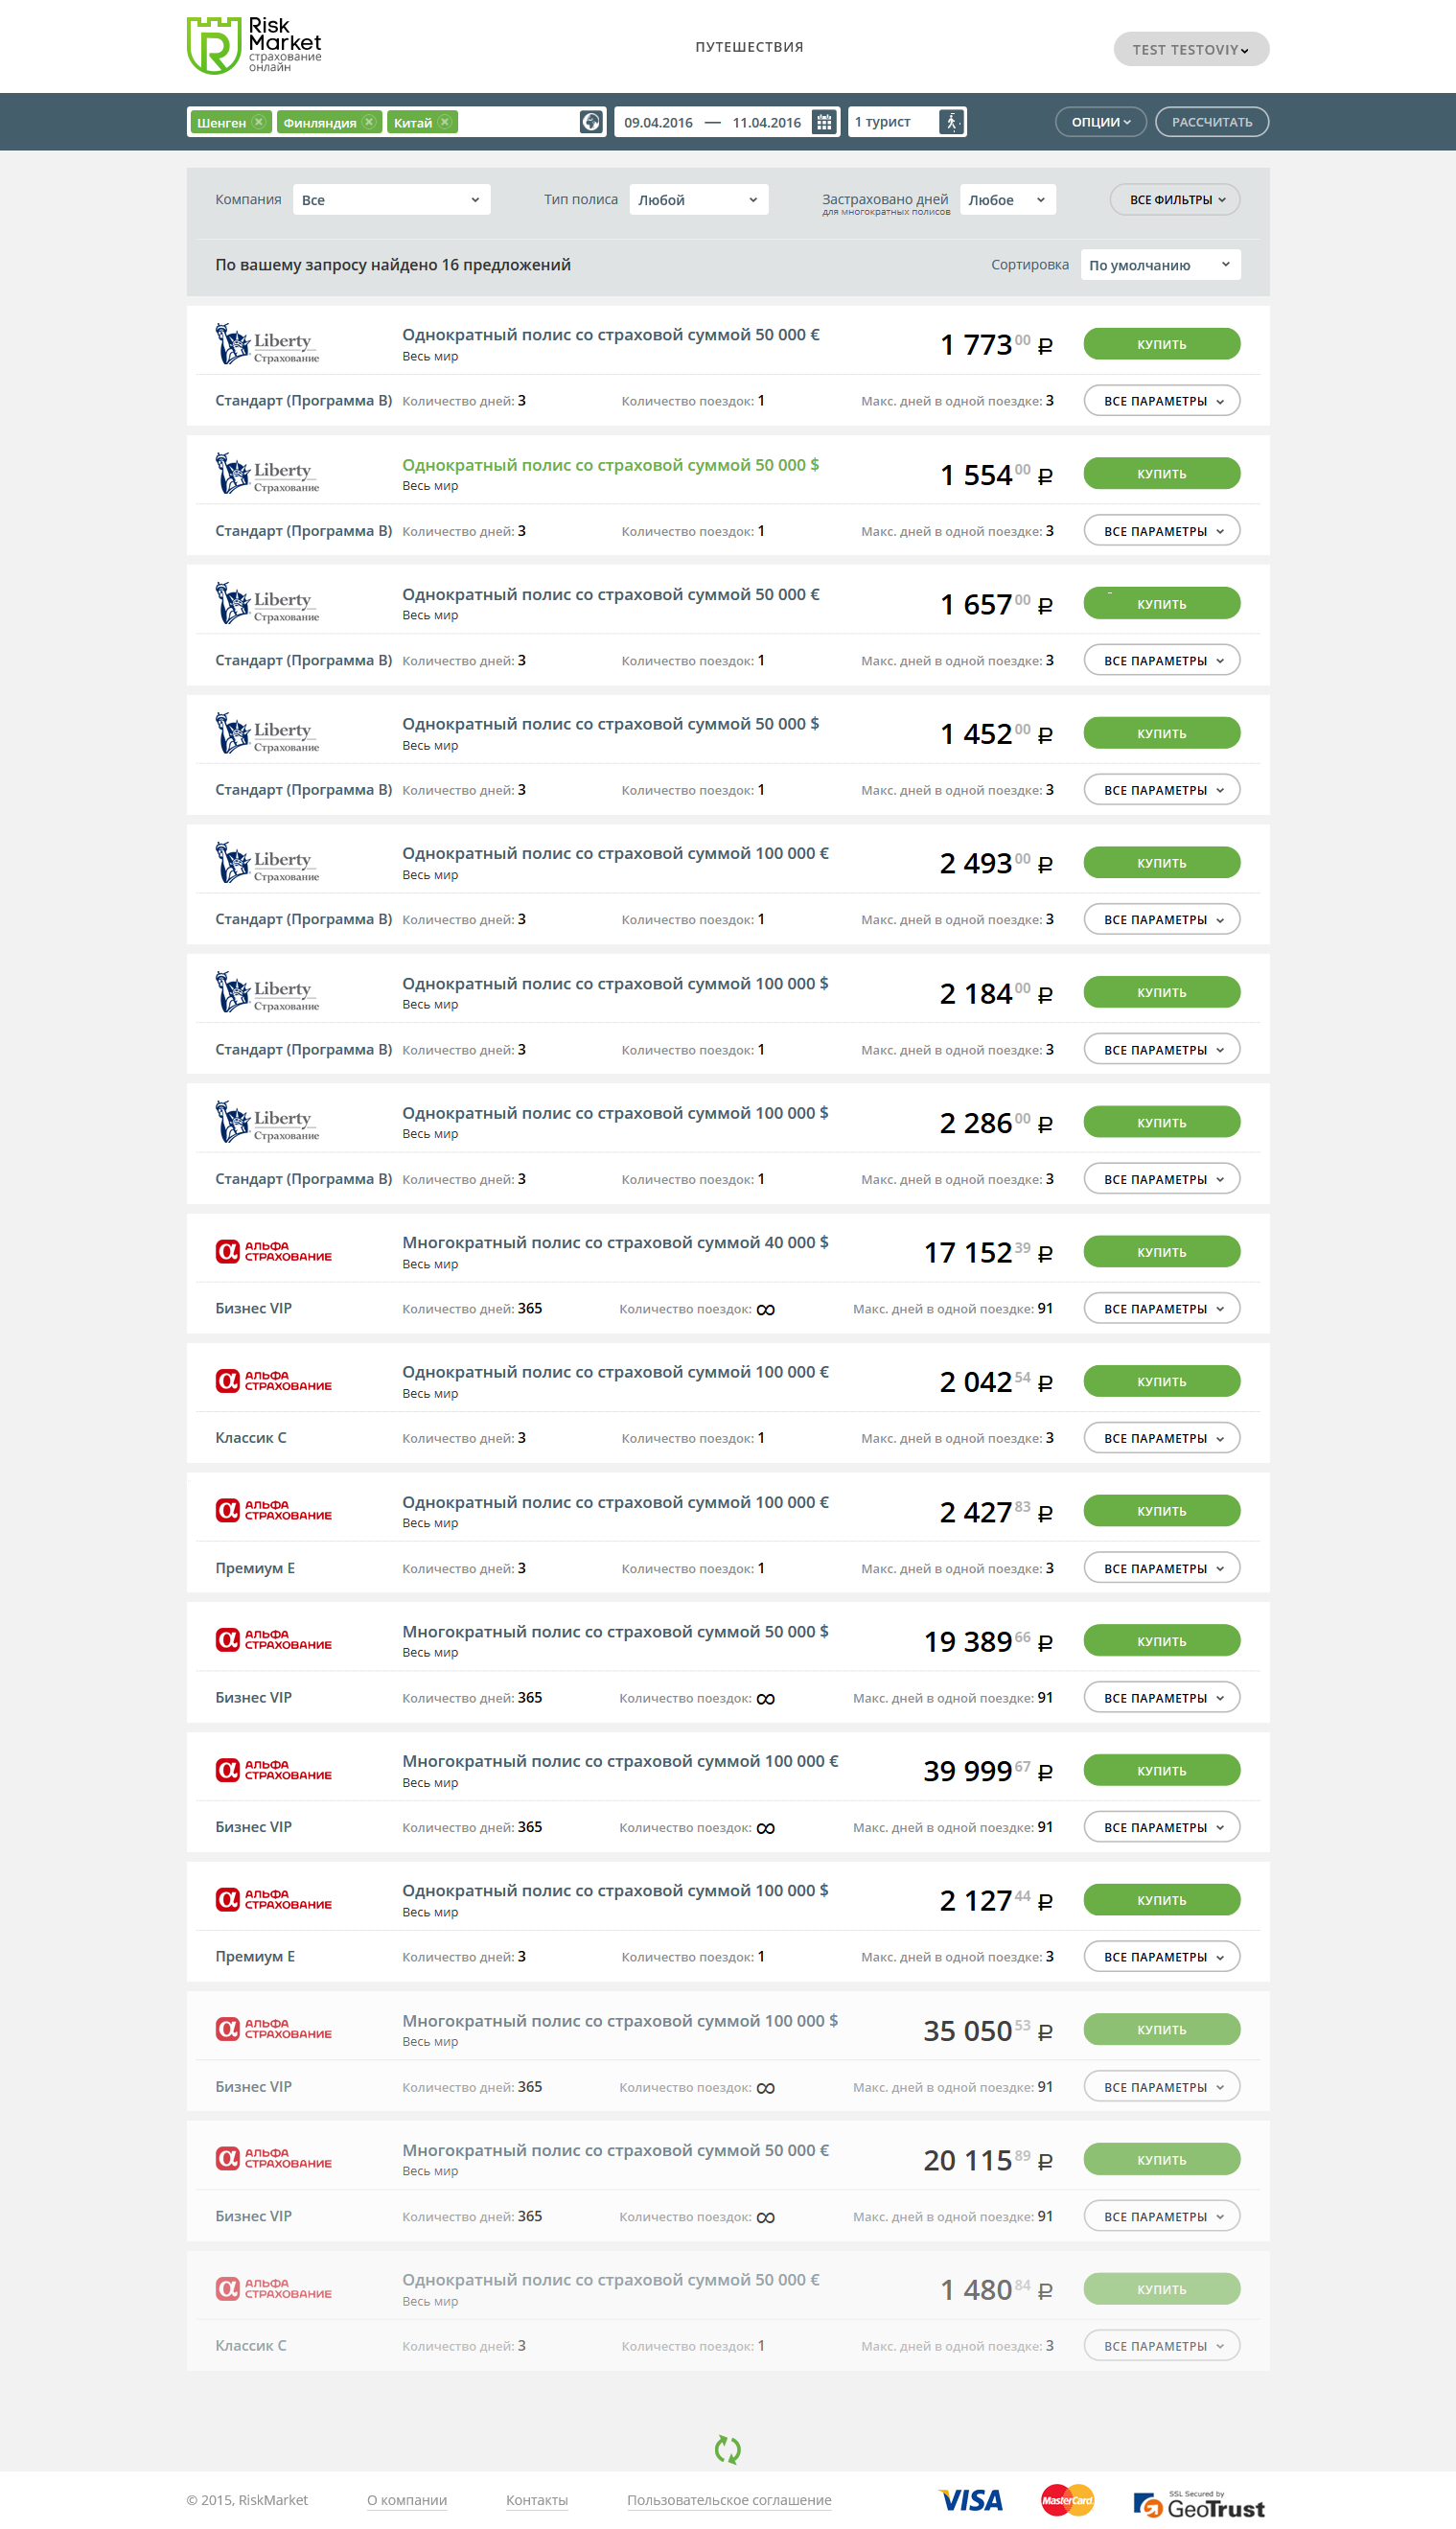 Risk
Market
страхование
онлайн
ПУТЕШЕСТВИЯ
TEST TESTOVIY
Шенген Финляндия Китай 09.04.2016 — 11.04.2016 1 турист ОПЦИИ РАССЧИТАТЬ
Компания Все Тип полиса Любой Застраховано дней Любое ВСЕ ФИЛЬТРЫ
для многократных полисов
По вашему запросу найдено 16 предложений Сортировка По умолчанию
Liberty Страхование Однократный полис со страховой суммой 50 000 € 1 773 00 ₽ КУПИТЬ
Весь мир
Стандарт (Программа B) Количество дней: 3 Количество поездок: 1 Макс. дней в одной поездке: 3 ВСЕ ПАРАМЕТРЫ
Liberty Страхование Однократный полис со страховой суммой 50 000 $ 1 554 00 ₽ КУПИТЬ
Весь мир
Стандарт (Программа B) Количество дней: 3 Количество поездок: 1 Макс. дней в одной поездке: 3 ВСЕ ПАРАМЕТРЫ
Liberty Страхование Однократный полис со страховой суммой 50 000 € 1 657 00 ₽ КУПИТЬ
Весь мир
Стандарт (Программа B) Количество дней: 3 Количество поездок: 1 Макс. дней в одной поездке: 3 ВСЕ ПАРАМЕТРЫ
Liberty Страхование Однократный полис со страховой суммой 50 000 $ 1 452 00 ₽ КУПИТЬ
Весь мир
Стандарт (Программа B) Количество дней: 3 Количество поездок: 1 Макс. дней в одной поездке: 3 ВСЕ ПАРАМЕТРЫ
Liberty Страхование Однократный полис со страховой суммой 100 000 € 2 493 00 ₽ КУПИТЬ
Весь мир
Стандарт (Программа B) Количество дней: 3 Количество поездок: 1 Макс. дней в одной поездке: 3 ВСЕ ПАРАМЕТРЫ
Liberty Страхование Однократный полис со страховой суммой 100 000 $ 2 184 00 ₽ КУПИТЬ
Весь мир
Стандарт (Программа B) Количество дней: 3 Количество поездок: 1 Макс. дней в одной поездке: 3 ВСЕ ПАРАМЕТРЫ
Liberty Страхование Однократный полис со страховой суммой 100 000 $ 2 286 00 ₽ КУПИТЬ
Весь мир
Стандарт (Программа B) Количество дней: 3 Количество поездок: 1 Макс. дней в одной поездке: 3 ВСЕ ПАРАМЕТРЫ
АЛЬФА СТРАХОВАНИЕ Многократный полис со страховой суммой 40 000 $ 17 152 39 ₽ КУПИТЬ
Весь мир
Бизнес VIP Количество дней: 365 Количество поездок: ∞ Макс. дней в одной поездке: 91 ВСЕ ПАРАМЕТРЫ
АЛЬФА СТРАХОВАНИЕ Однократный полис со страховой суммой 100 000 € 2 042 54 ₽ КУПИТЬ
Весь мир
Классик C Количество дней: 3 Количество поездок: 1 Макс. дней в одной поездке: 3 ВСЕ ПАРАМЕТРЫ
АЛЬФА СТРАХОВАНИЕ Однократный полис со страховой суммой 100 000 € 2 427 83 ₽ КУПИТЬ
Весь мир
Премиум E Количество дней: 3 Количество поездок: 1 Макс. дней в одной поездке: 3 ВСЕ ПАРАМЕТРЫ
АЛЬФА СТРАХОВАНИЕ Многократный полис со страховой суммой 50 000 $ 19 389 66 ₽ КУПИТЬ
Весь мир
Бизнес VIP Количество дней: 365 Количество поездок: ∞ Макс. дней в одной поездке: 91 ВСЕ ПАРАМЕТРЫ
АЛЬФА СТРАХОВАНИЕ Многократный полис со страховой суммой 100 000 € 39 999 67 ₽ КУПИТЬ
Весь мир
Бизнес VIP Количество дней: 365 Количество поездок: ∞ Макс. дней в одной поездке: 91 ВСЕ ПАРАМЕТРЫ
АЛЬФА СТРАХОВАНИЕ Однократный полис со страховой суммой 100 000 $ 2 127 44 ₽ КУПИТЬ
Весь мир
Премиум E Количество дней: 3 Количество поездок: 1 Макс. дней в одной поездке: 3 ВСЕ ПАРАМЕТРЫ
АЛЬФА СТРАХОВАНИЕ Многократный полис со страховой суммой 100 000 $ 35 050 53 ₽ КУПИТЬ
Весь мир
Бизнес VIP Количество дней: 365 Количество поездок: ∞ Макс. дней в одной поездке: 91 ВСЕ ПАРАМЕТРЫ
АЛЬФА СТРАХОВАНИЕ Многократный полис со страховой суммой 50 000 € 20 115 89 ₽ КУПИТЬ
Весь мир
Бизнес VIP Количество дней: 365 Количество поездок: ∞ Макс. дней в одной поездке: 91 ВСЕ ПАРАМЕТРЫ
АЛЬФА СТРАХОВАНИЕ Однократный полис со страховой суммой 50 000 € 1 480 84 ₽ КУПИТЬ
Весь мир
Классик C Количество дней: 3 Количество поездок: 1 Макс. дней в одной поездке: 3 ВСЕ ПАРАМЕТРЫ
© 2015, RiskMarket О компании Контакты Пользовательское соглашение VISA MasterCard SSL Secured by GeoTrust